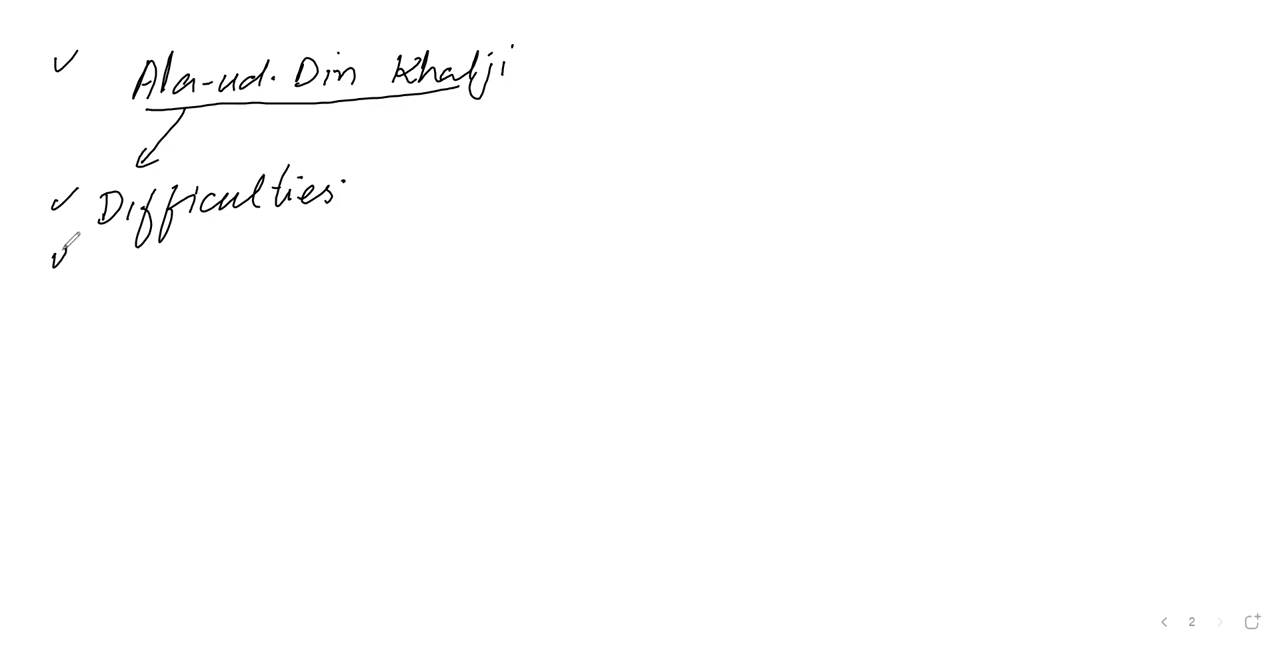 ✓ Ala-ud. Din Khalji
✓ Difficulties.
✓
< 2 >